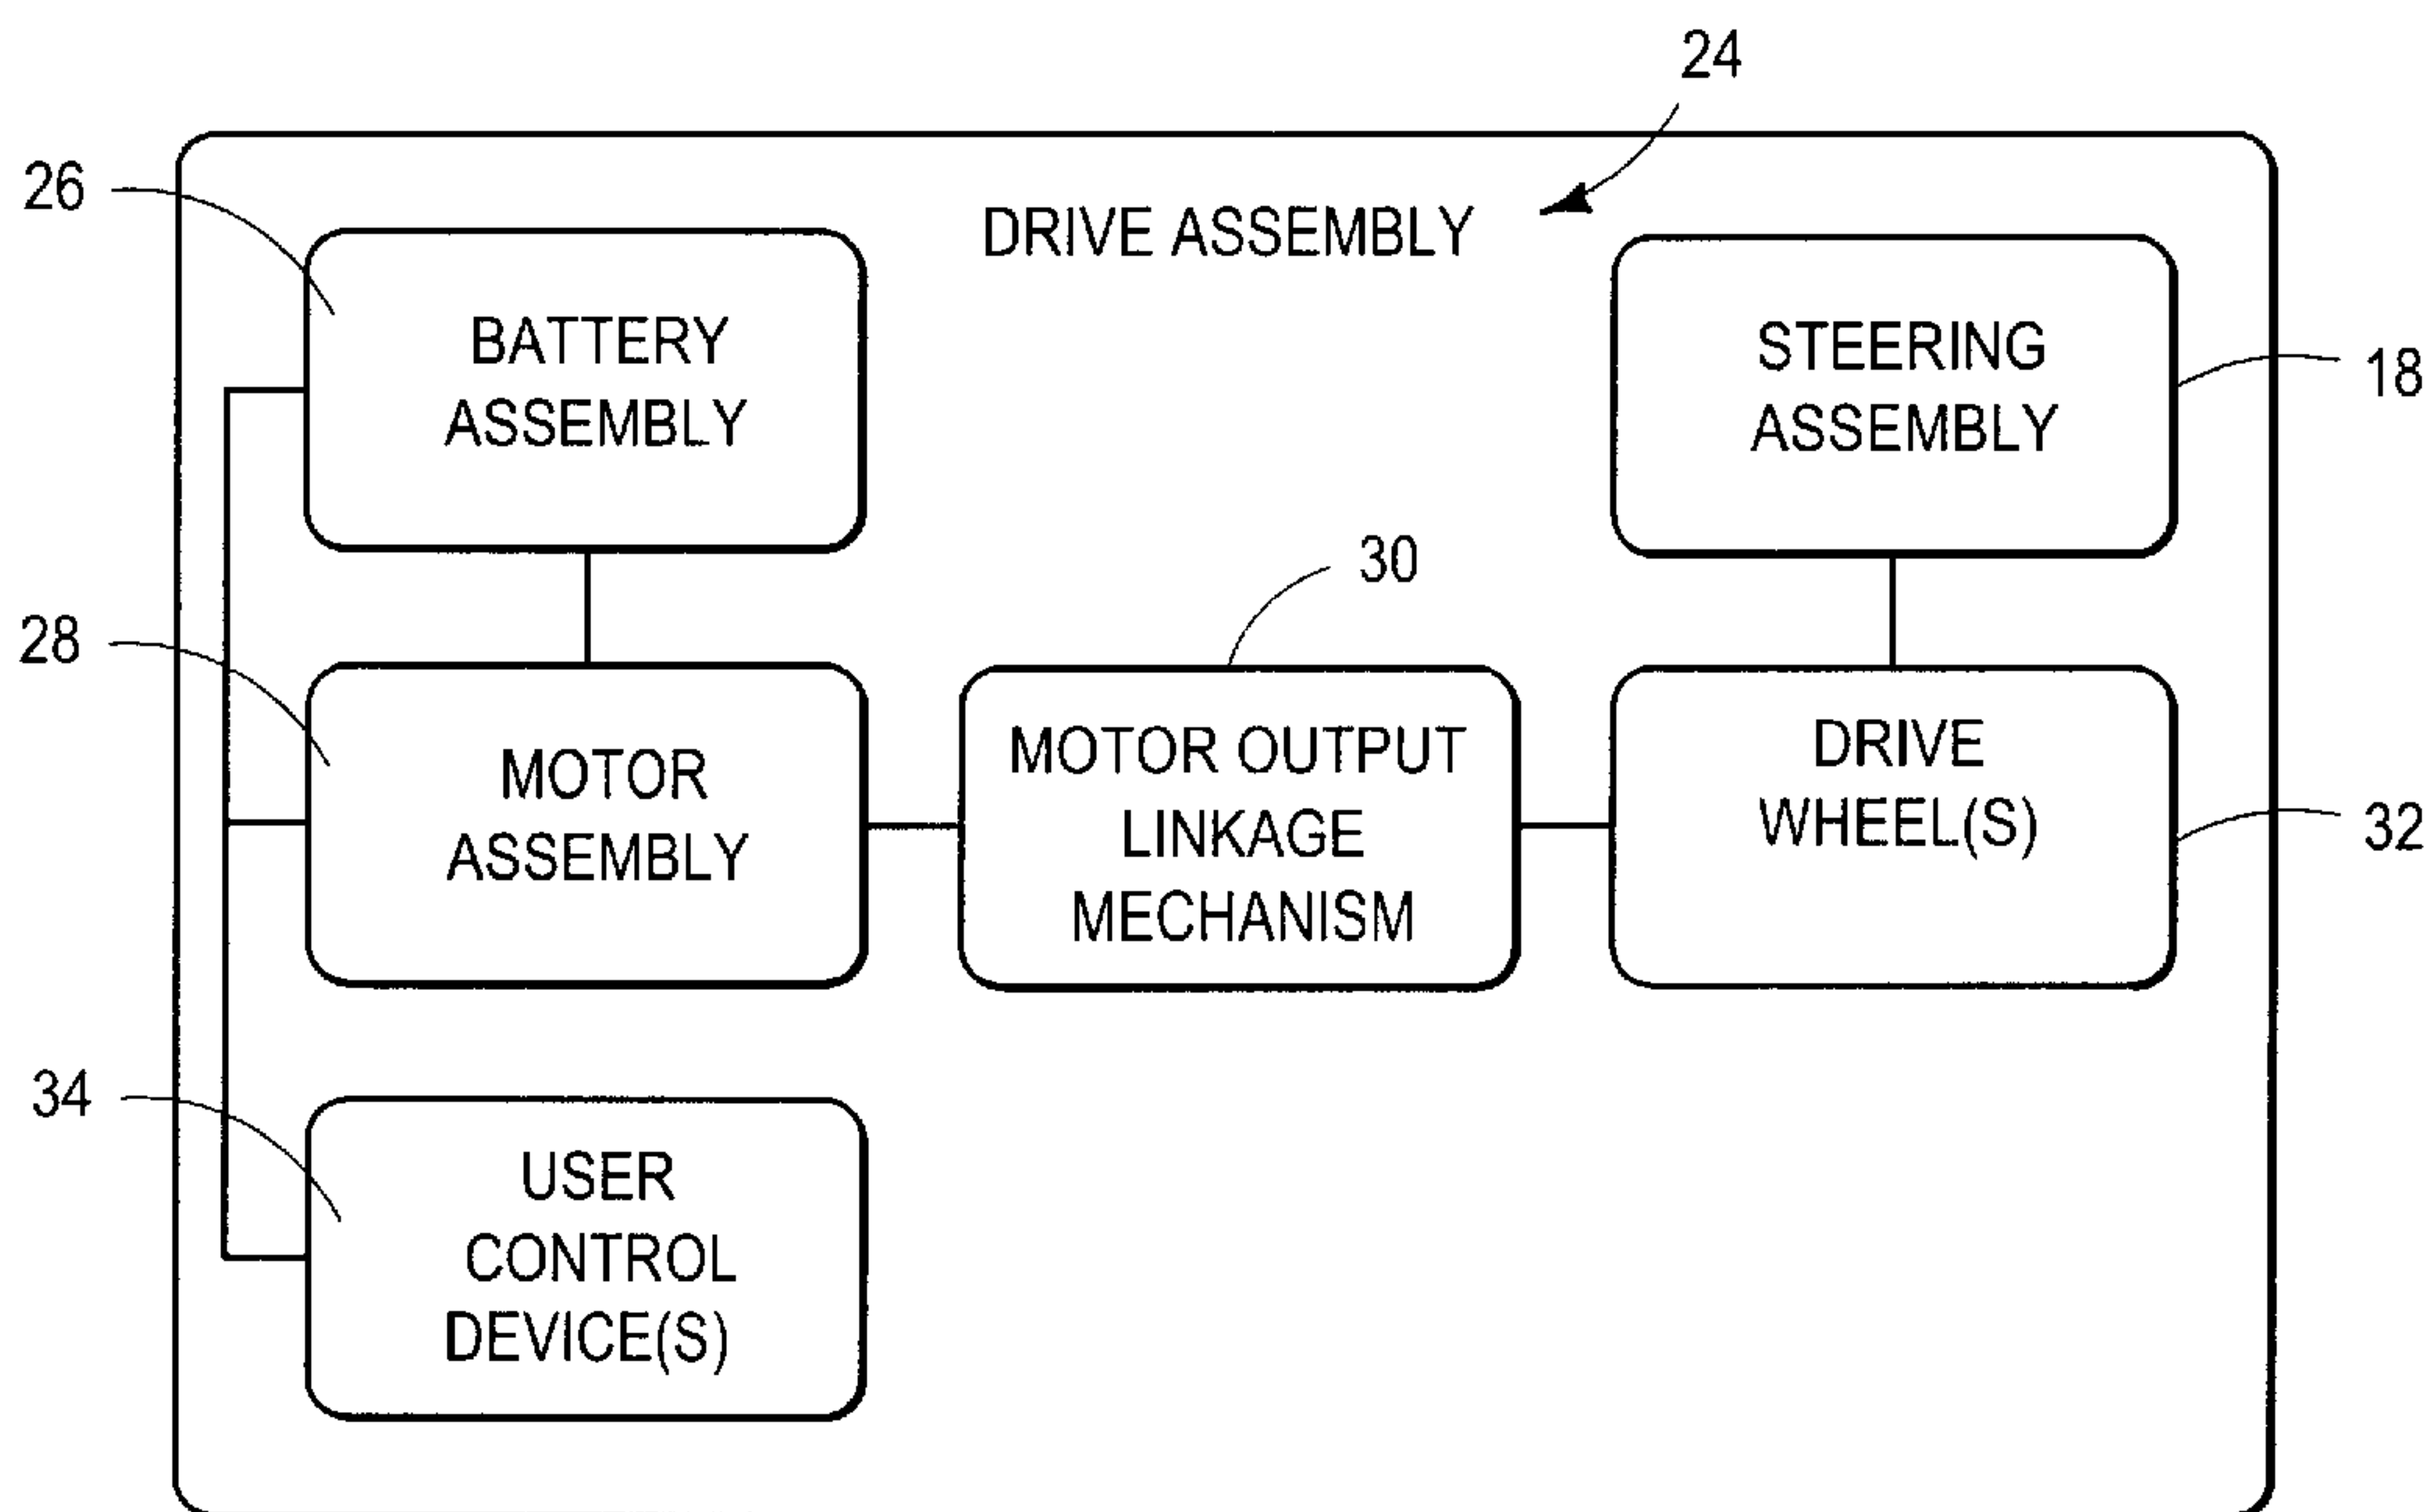 24
26
DRIVE ASSEMBLY
BATTERY
ASSEMBLY
STEERING
ASSEMBLY
18
30
28
MOTOR
ASSEMBLY
MOTOR OUTPUT
LINKAGE
MECHANISM
DRIVE
WHEEL(S)
32
34
USER
CONTROL
DEVICE(S)